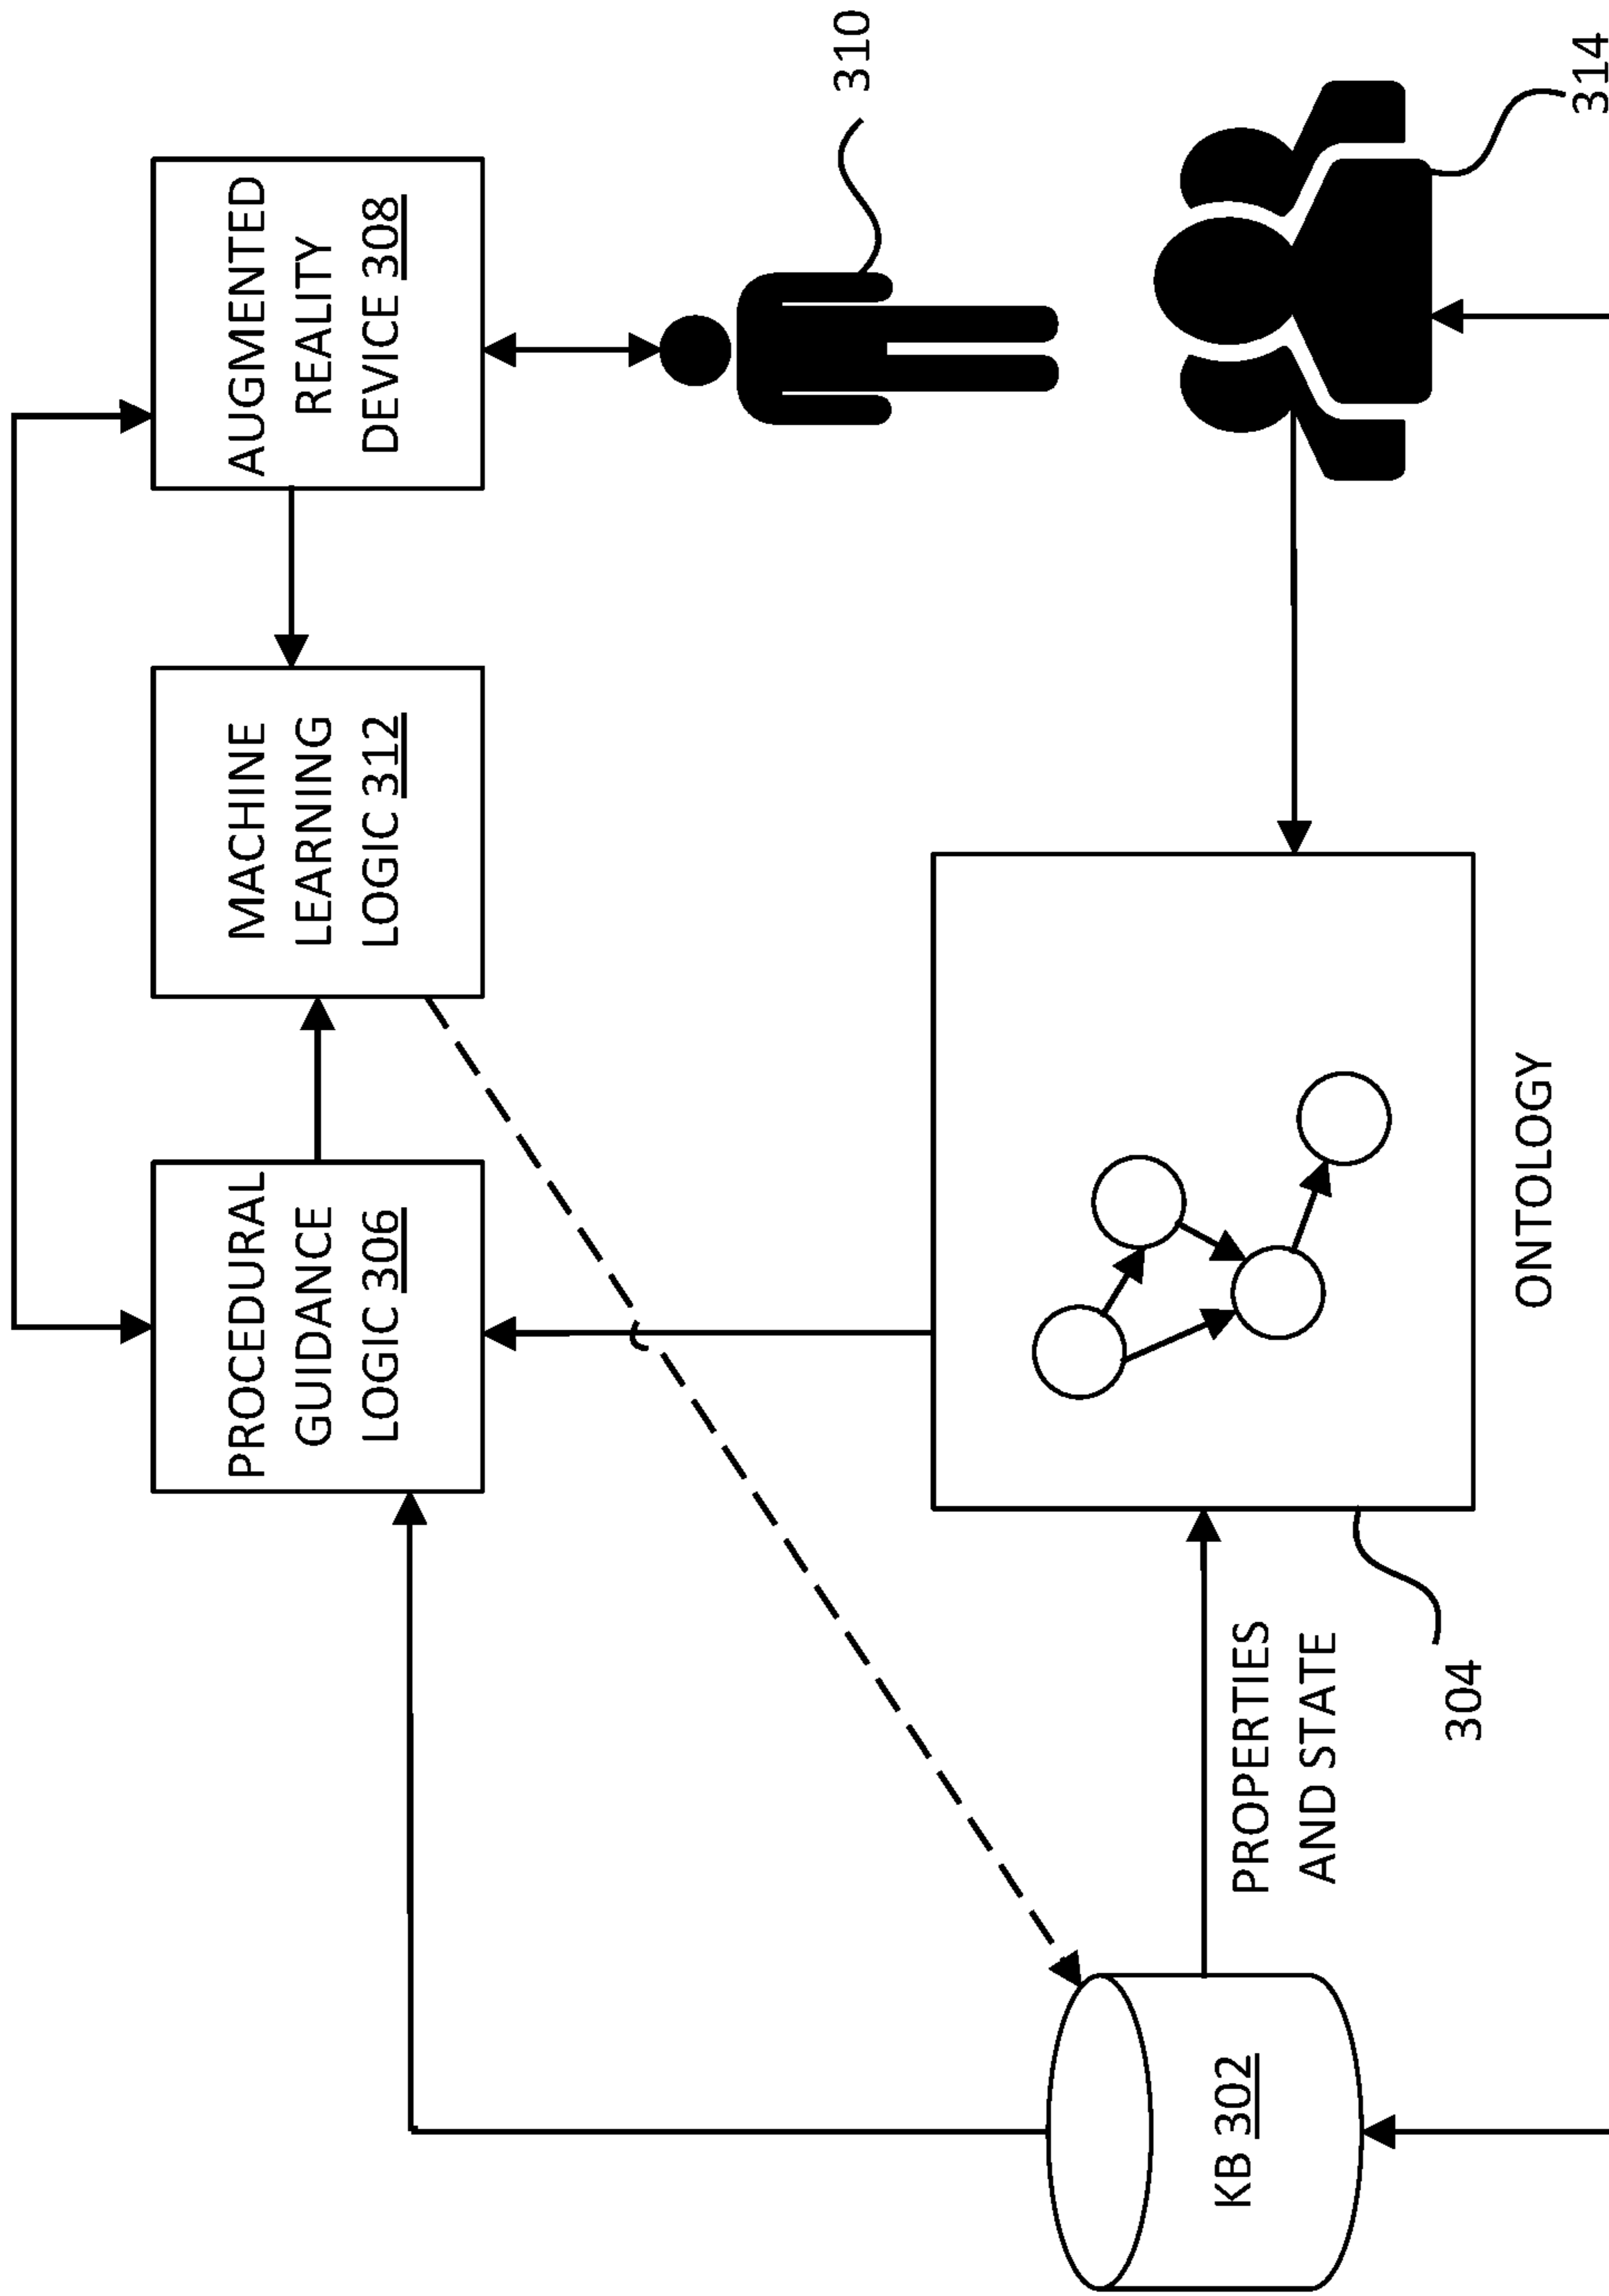 PROCEDURAL
GUIDANCE
LOGIC 306
MACHINE
LEARNING
LOGIC 312
AUGMENTED
REALITY
DEVICE 308
310
KB 302
PROPERTIES
AND STATE
304
ONTOLOGY
314